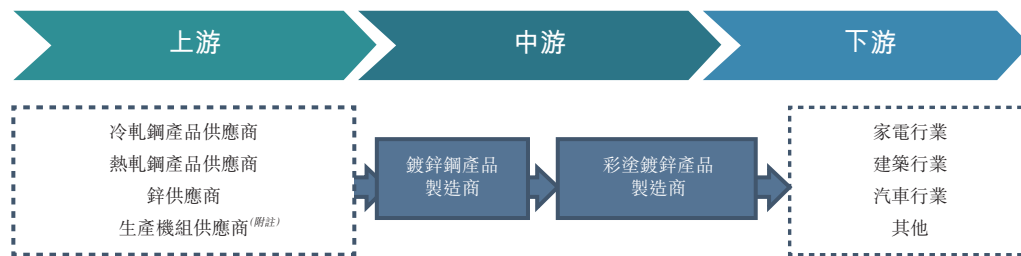 上游
中游
下游
冷軋鋼產品供應商
熱軋鋼產品供應商
鋅供應商
生產機組供應商(附註)
鍍鋅鋼產品
製造商
彩塗鍍鋅產品
製造商
家電行業
建築行業
汽車行業
其他